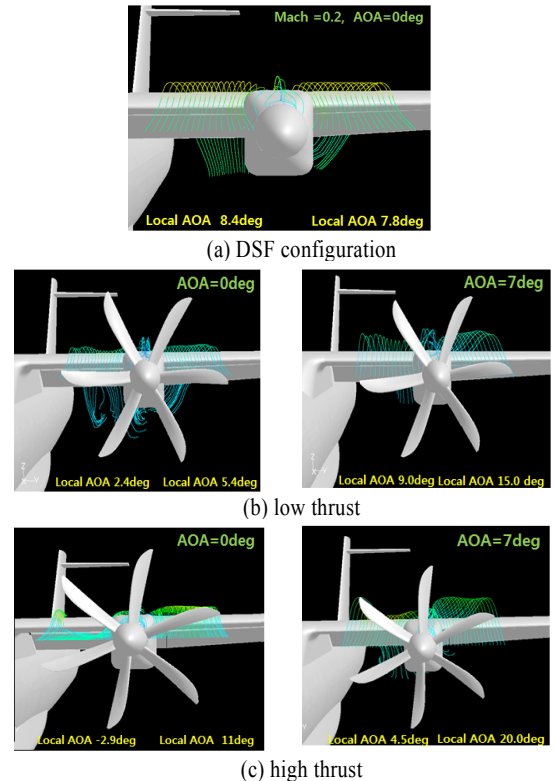 Mach =0.2, AOA=0deg
Local AOA 8.4deg Local AOA 7.8deg
(a) DSF configuration
AOA=0deg AOA=7deg
Z Z
X Y X Y
Local AOA 2.4deg Local AOA 5.4deg Local AOA 9.0deg Local AOA 15.0 deg
(b) low thrust
AOA=0deg AOA=7deg
Local AOA -2.9deg Local AOA 11deg Local AOA 4.5deg Local AOA 20.0deg
(c) high thrust